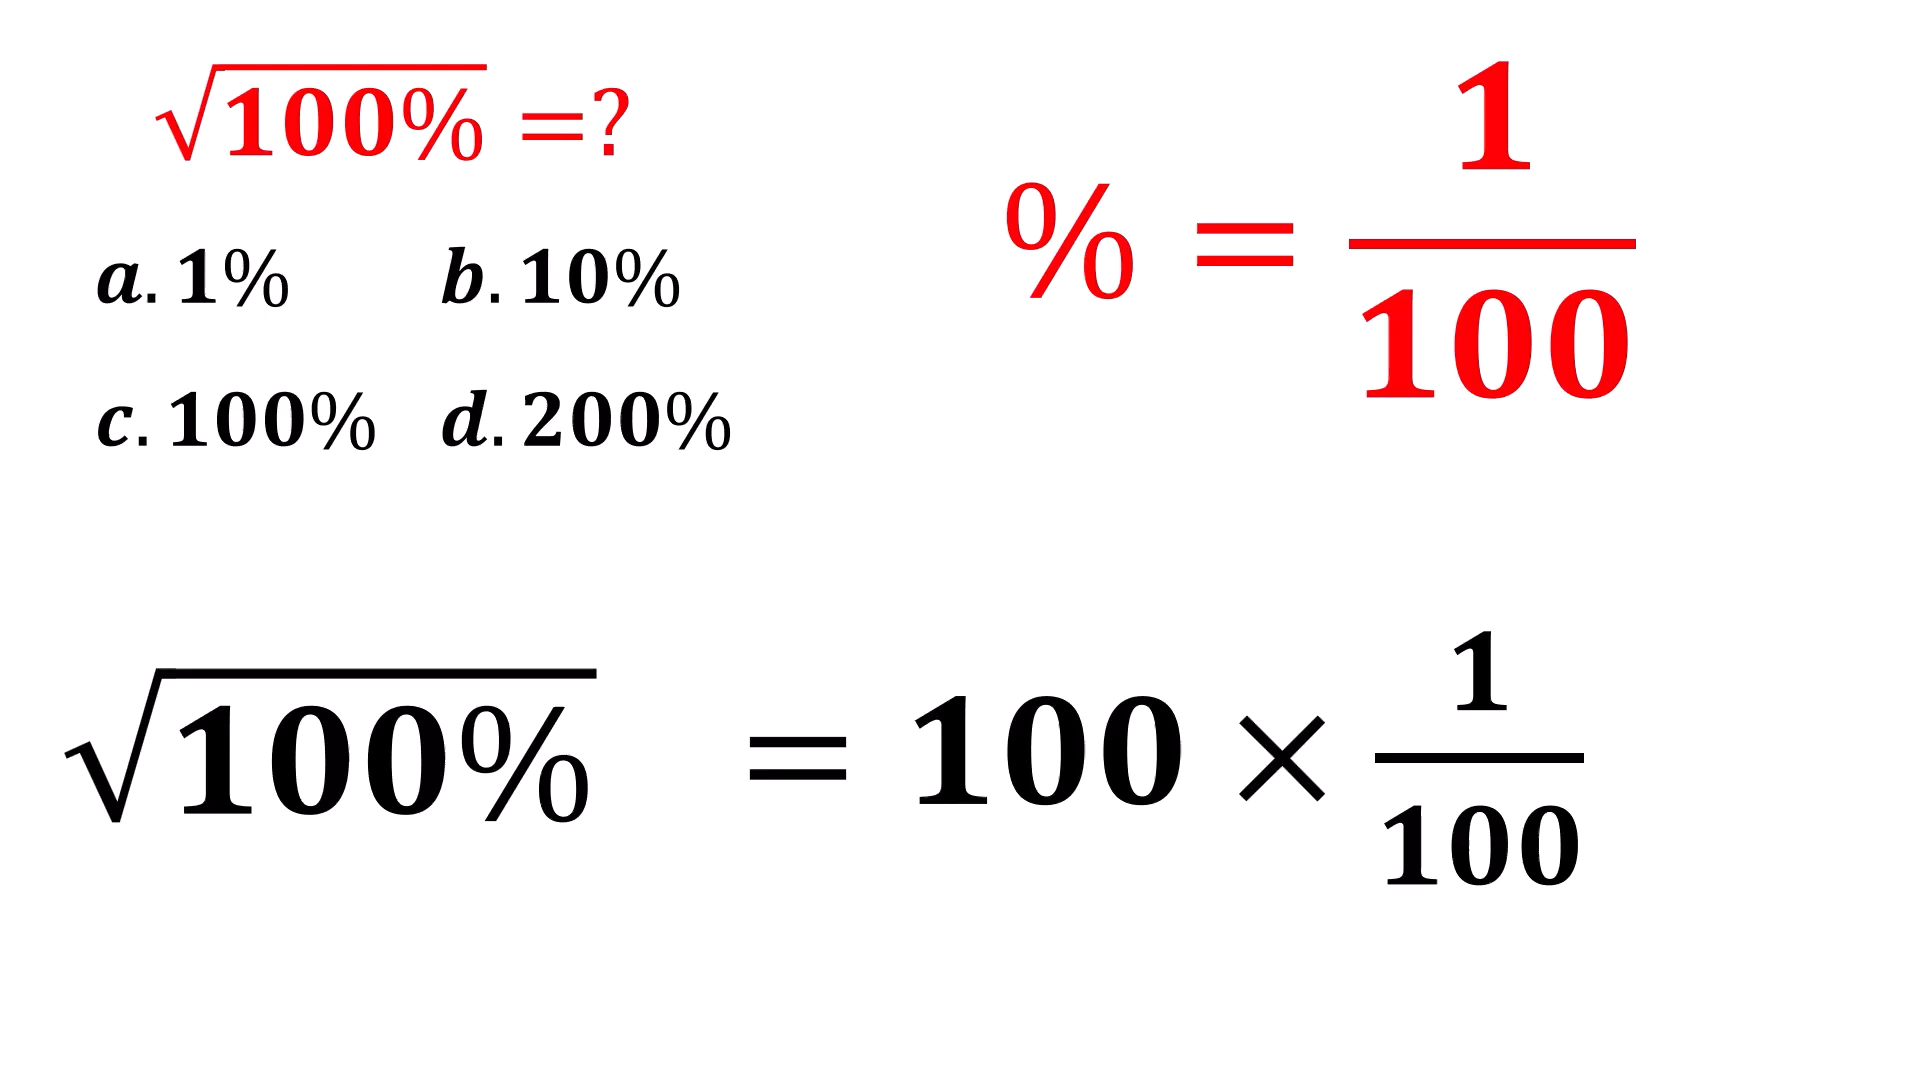 √100% =?
a. 1% b. 10%
c. 100% d. 200%
% = 1/100
√100% = 100 × 1/100